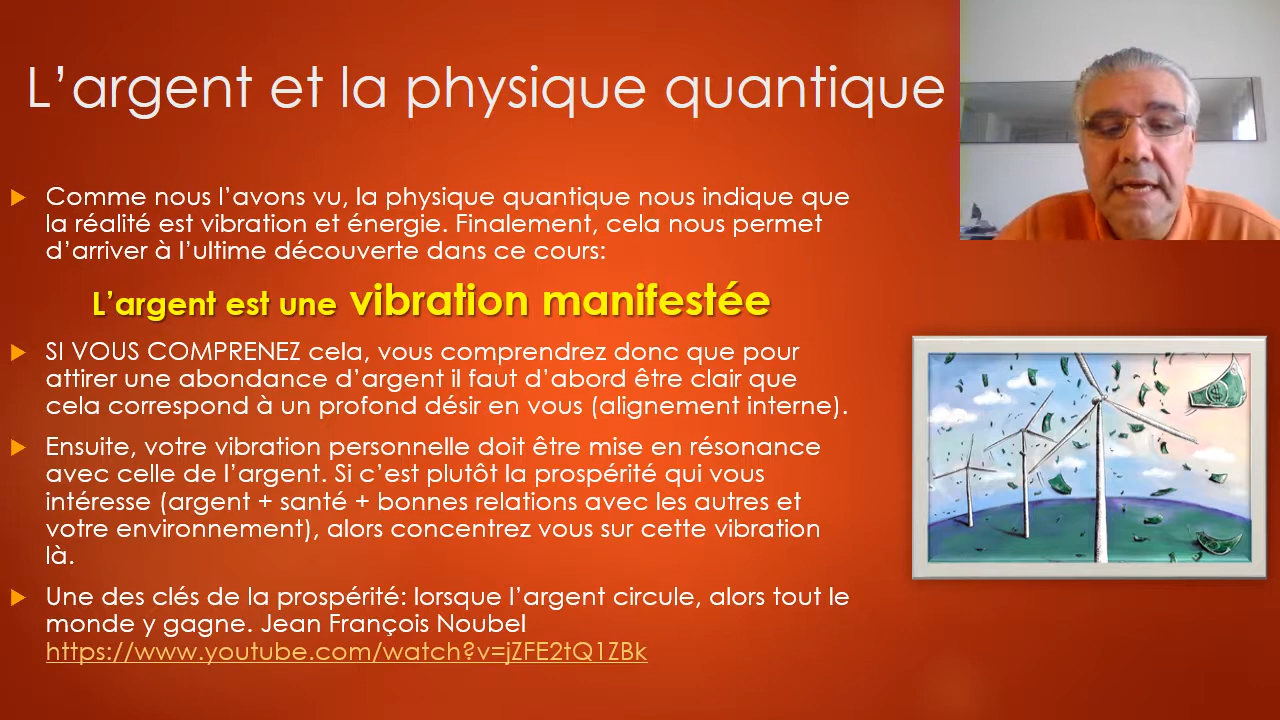 L’argent et la physique quantique
Comme nous l’avons vu, la physique quantique nous indique que
la réalité est vibration et énergie. Finalement, cela nous permet
d’arriver à l’ultime découverte dans ce cours:
L’argent est une vibration manifestée
SI VOUS COMPRENEZ cela, vous comprendrez donc que pour
attirer une abondance d’argent il faut d’abord être clair que
cela correspond à un profond désir en vous (alignement interne).
Ensuite, votre vibration personnelle doit être mise en résonance
avec celle de l’argent. Si c’est plutôt la prospérité qui vous
intéresse (argent + santé + bonnes relations avec les autres et
votre environnement), alors concentrez vous sur cette vibration
là.
Une des clés de la prospérité: lorsque l’argent circule, alors tout le
monde y gagne. Jean François Noubel
https://www.youtube.com/watch?v=jZFE2tQ1ZBk